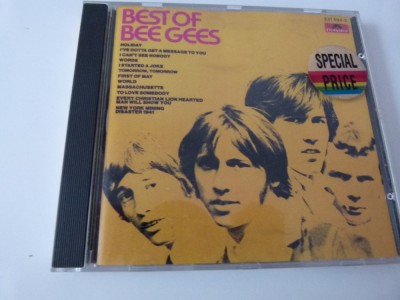 BEST OF
BEE GEES
HOLIDAY
I'VE GOTTA GET A MESSAGE TO YOU
I CAN'T SEE NOBODY
WORDS
I STARTED A JOKE
TOMORROW, TOMORROW
FIRST OF MAY
WORLD
MASSACHUSETTS
TO LOVE SOMEBODY
EVERY CHRISTIAN LION HEARTED
MAN WILL SHOW YOU
NEW YORK MINING
DISASTER 1941
SPECIAL
PRICE